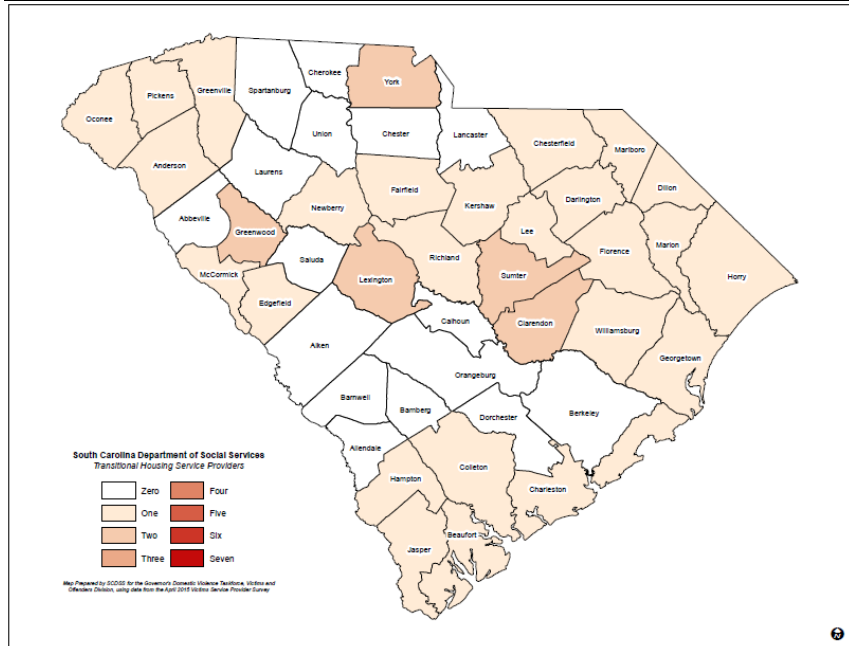 Cherokee
York
Greenville
Spartanburg
Pickens
Oconee
Union
Chester
Lancaster
Chesterfield
Marlboro
Anderson
Laurens
Dillon
Fairfield
Kershaw
Darlington
Newberry
Abbeville
Greenwood
Lee
Marion
Florence
Saluda
Richland
Horry
McCormick
Lexington
Sumter
Edgefield
Calhoun
Clarendon
Williamsburg
Aiken
Georgetown
Orangeburg
Barnwell
Bamberg
Dorchester
Berkeley
Allendale
Colleton
Hampton
Charleston
Beaufort
Jasper
South Carolina Department of Social Services
Transitional Housing Service Providers
Zero Four
One Five
Two Six
Three Seven
Map Prepared by SCDSS for the Governor's Domestic Violence Taskforce, Victims and
Offenders Division, using data from the April 2015 Victims Service Provider Survey